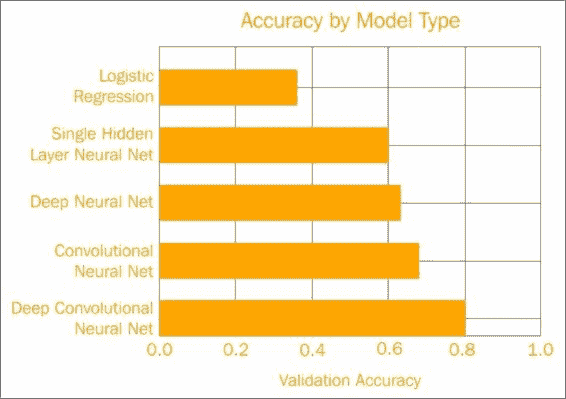 Accuracy by Model Type
Logistic
Regression
Single Hidden
Layer Neural Net
Deep Neural Net
Convolutional
Neural Net
Deep Convolutional
Neural Net
0.0 0.2 0.4 0.6 0.8 1.0
Validation Accuracy